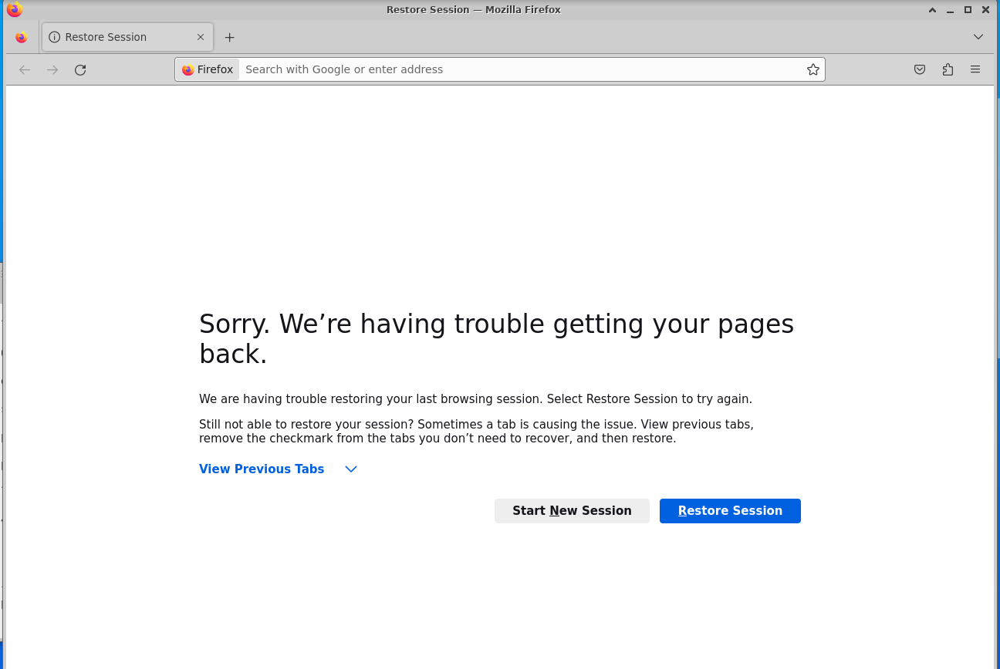 Restore Session — Mozilla Firefox
Restore Session
Firefox
Search with Google or enter address
Sorry. We’re having trouble getting your pages
back.
We are having trouble restoring your last browsing session. Select Restore Session to try again.
Still not able to restore your session? Sometimes a tab is causing the issue. View previous tabs,
remove the checkmark from the tabs you don’t need to recover, and then restore.
View Previous Tabs
Start New Session
Restore Session